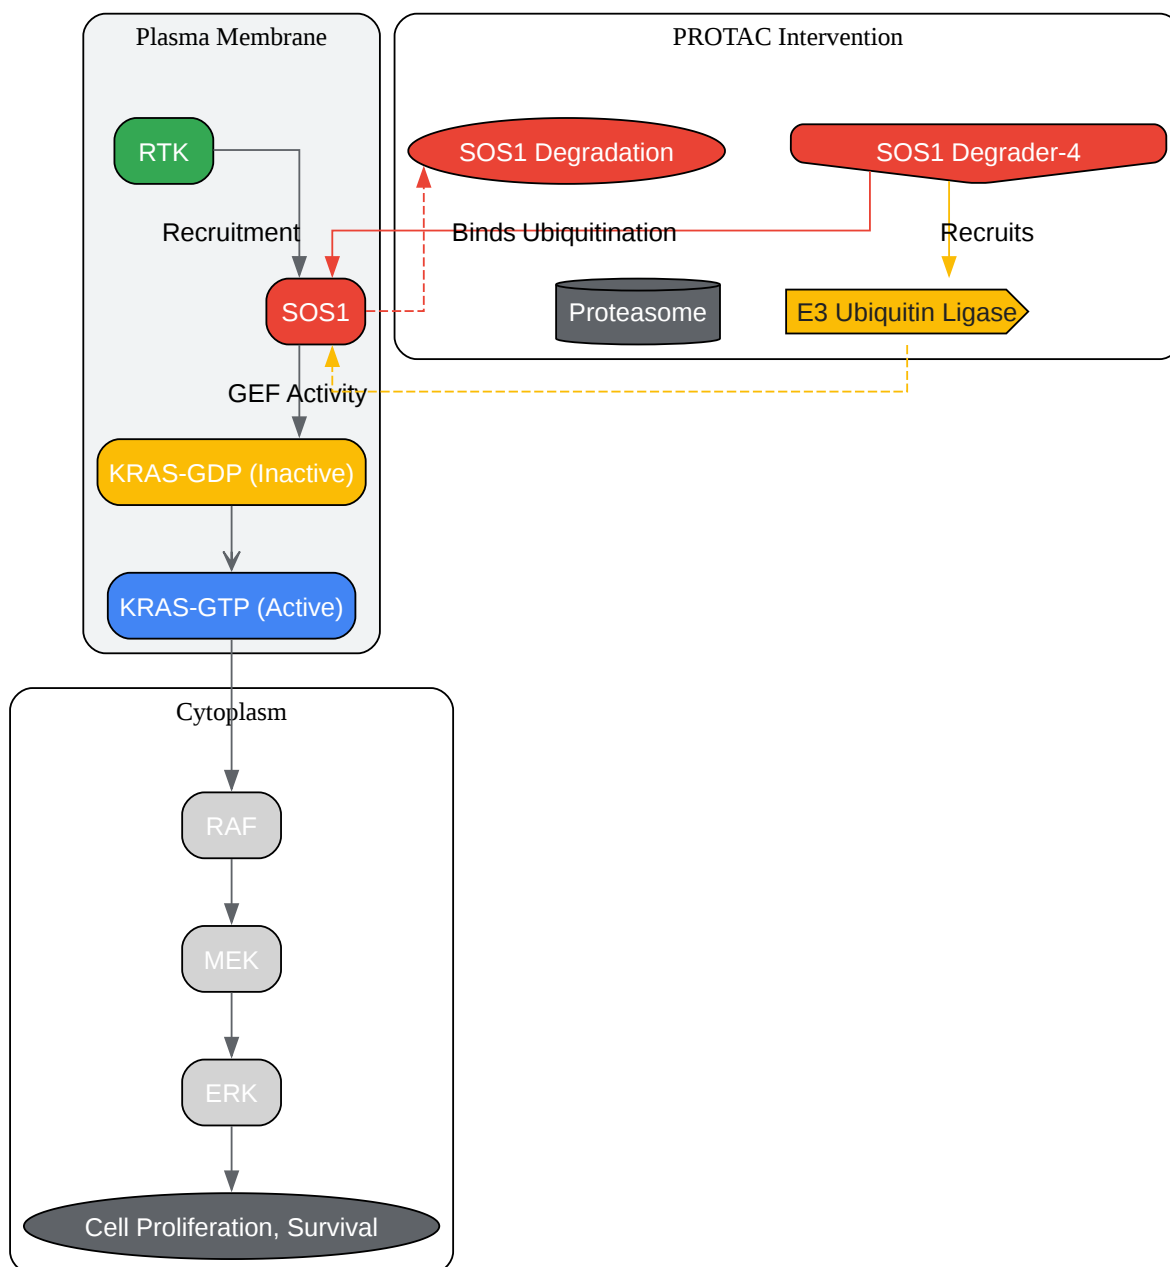 Plasma Membrane
PROTAC Intervention
RTK
SOS1 Degradation
SOS1 Degrader-4
Recruitment
Binds Ubiquitination
Recruits
SOS1
Proteasome
E3 Ubiquitin Ligase
GEF Activity
KRAS-GDP (Inactive)
KRAS-GTP (Active)
Cytoplasm
RAF
MEK
ERK
Cell Proliferation, Survival